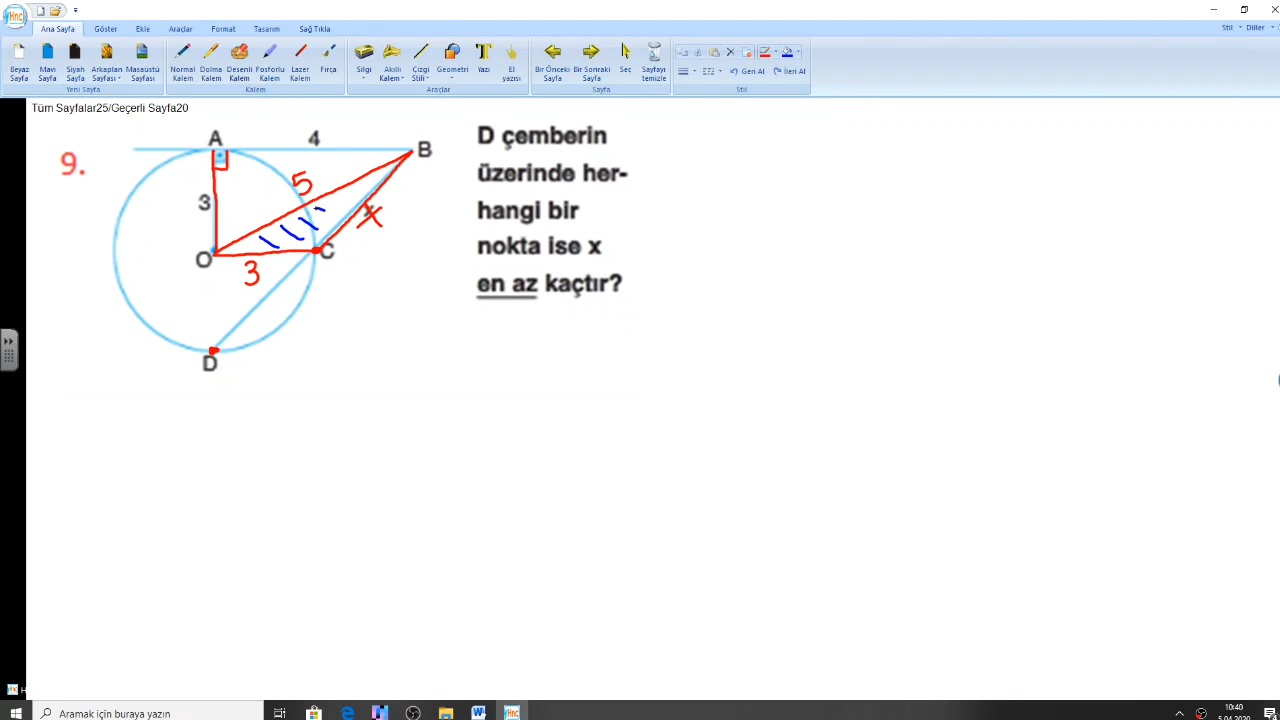 Ana Sayfa Göster Ekle Araçlar Format Tasarım Sağ Tıkla
Stil Diller
Beyaz Sayfa
Mavi Sayfa
Siyah Sayfa
Arkaplan Sayfası
Masaüstü Sayfası
Normal Kalem
Dolma Kalem
Desenli Kalem
Fosforlu Kalem
Lazer Kalem
Fırça
Silgi
Akıllı Kalem
Çizgi Stili
Geometri
Yazı
El yazısı
Bir Önceki Sayfa
Bir Sonraki Sayfa
Seç
Sayfayı temizle
Geri Al
İleri Al
Yeni Sayfa Kalem Araçlar Sayfa Stil
Tüm Sayfalar25/Geçerli Sayfa20
9.
A 4 B
5
3
x
O C
3
D
D çemberin
üzerinde her-
hangi bir
nokta ise x
en az kaçtır?
Aramak için buraya yazın
10:40
5.04.2020